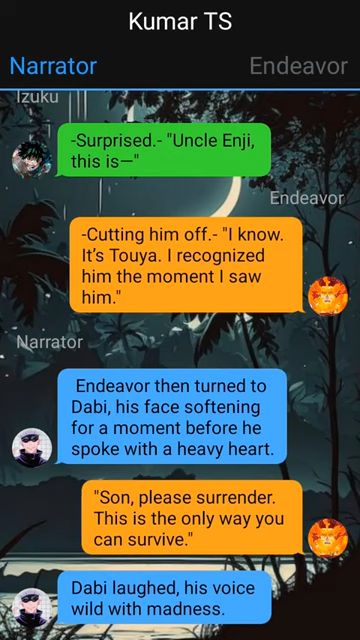 Kumar TS
Narrator
Endeavor
Izuku
-Surprised.- "Uncle Enji,
this is—"
Endeavor
-Cutting him off.- "I know.
It’s Touya. I recognized
him the moment I saw
him."
Narrator
Endeavor then turned to
Dabi, his face softening
for a moment before he
spoke with a heavy heart.
"Son, please surrender.
This is the only way you
can survive."
Dabi laughed, his voice
wild with madness.